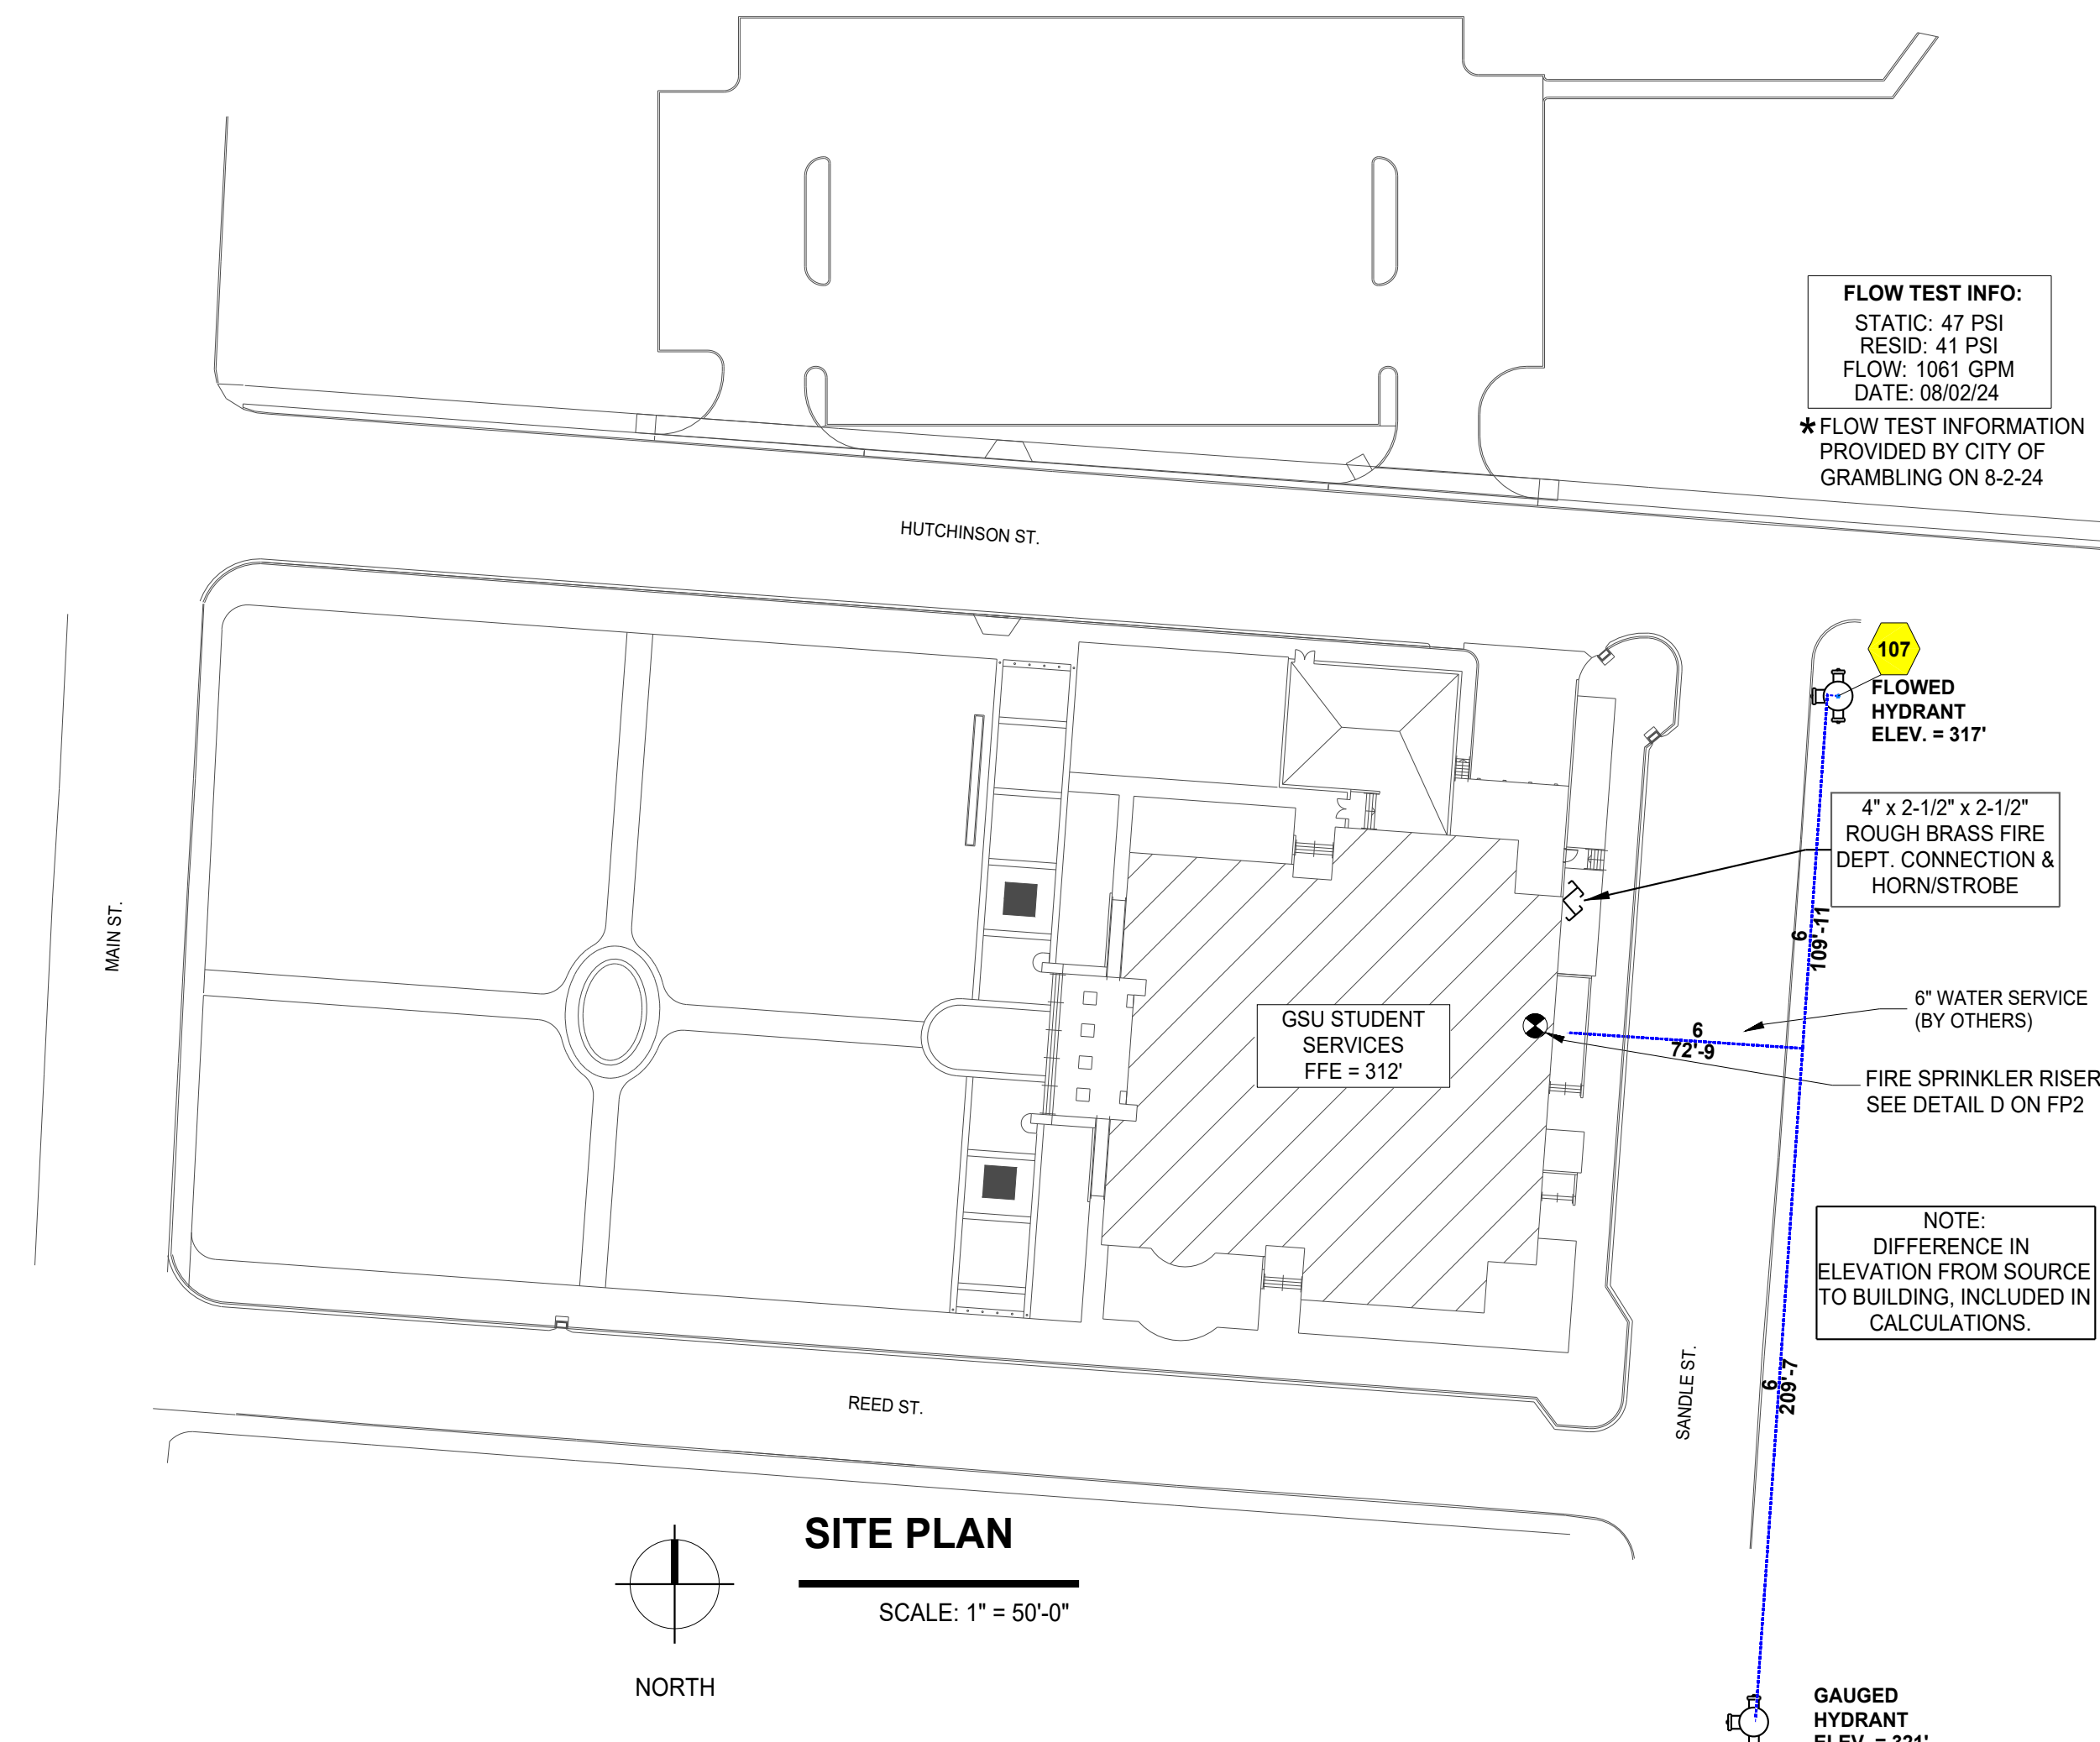 FLOW TEST INFO:
STATIC: 47 PSI
RESID: 41 PSI
FLOW: 1061 GPM
DATE: 08/02/24
* FLOW TEST INFORMATION
PROVIDED BY CITY OF
GRAMBLING ON 8-2-24
HUTCHINSON ST.
107
FLOWED
HYDRANT
ELEV. = 317'
4" x 2-1/2" x 2-1/2"
ROUGH BRASS FIRE
DEPT. CONNECTION &
HORN/STROBE
MAIN ST.
6
109'-11
6" WATER SERVICE
(BY OTHERS)
GSU STUDENT
SERVICES
FFE = 312'
6
72'-9
FIRE SPRINKLER RISER
SEE DETAIL D ON FP2
NOTE:
DIFFERENCE IN
ELEVATION FROM SOURCE
TO BUILDING, INCLUDED IN
CALCULATIONS.
6
209'-7
SANDLE ST.
REED ST.
SITE PLAN
SCALE: 1" = 50'-0"
NORTH
GAUGED
HYDRANT
ELEV. = 321'